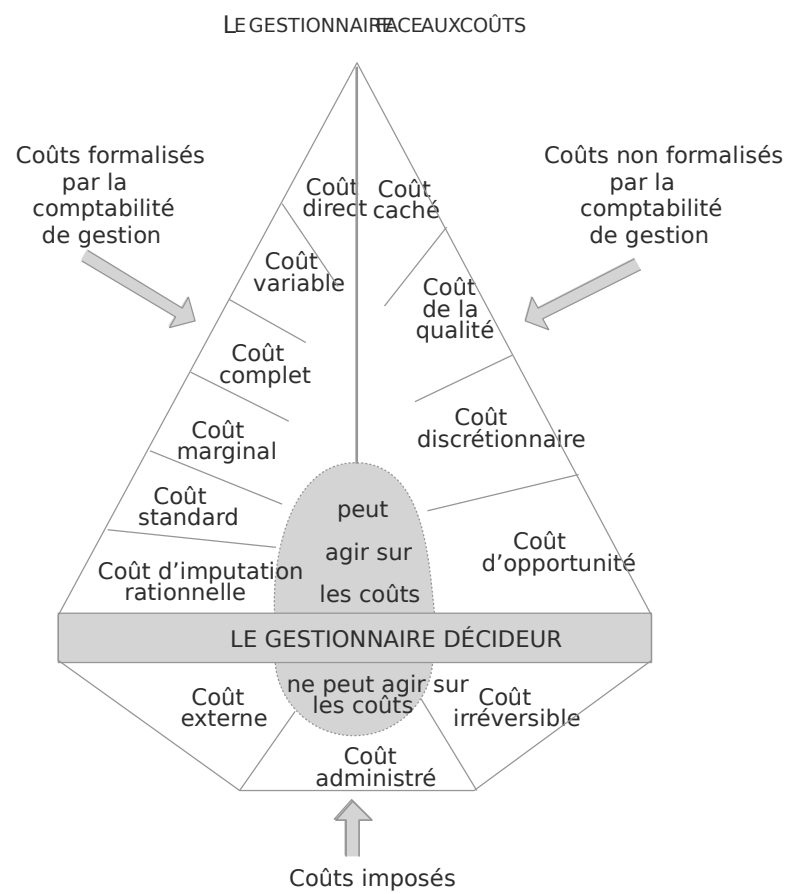 LE GESTIONNAIRE FACE AUX COÛTS
Coûts formalisés
par la
comptabilité
de gestion
Coûts non formalisés
par la
comptabilité
de gestion
Coût
direct
Coût
caché
Coût
variable
Coût
de la
qualité
Coût
complet
Coût
discrétionnaire
Coût
marginal
Coût
standard
Coût d’imputation
rationnelle
peut
agir sur
les coûts
Coût
d’opportunité
LE GESTIONNAIRE DÉCIDEUR
ne peut agir sur
les coûts
Coût
externe
Coût
irréversible
Coût
administré
Coûts imposés